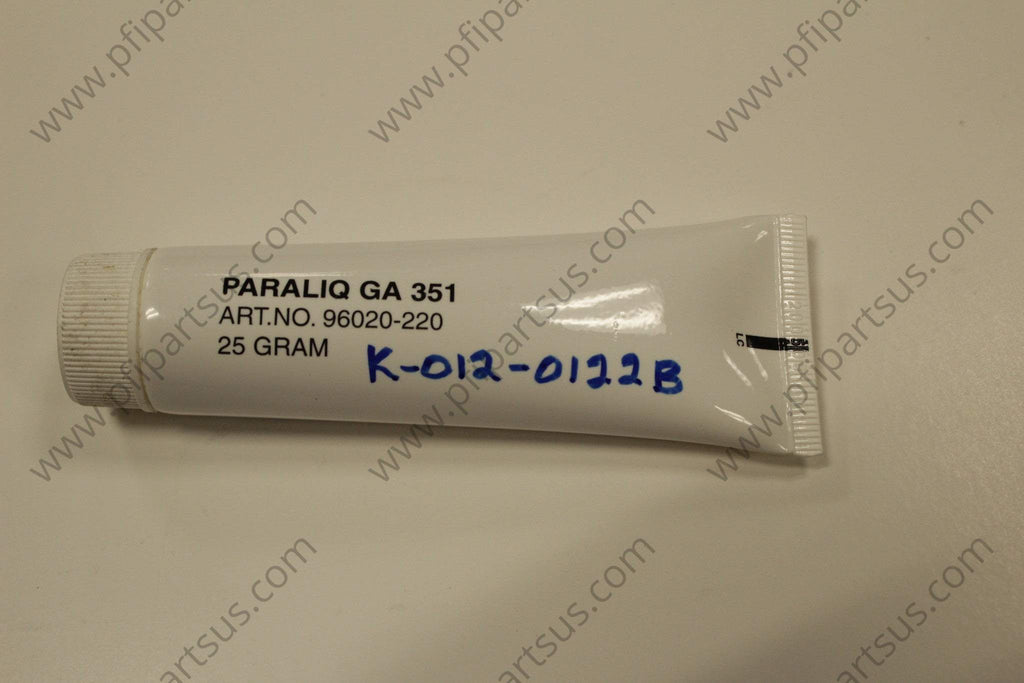 PARALIQ GA 351
ART.NO. 96020-220
25 GRAM
K-012-0122B
www.pfipartsus.com